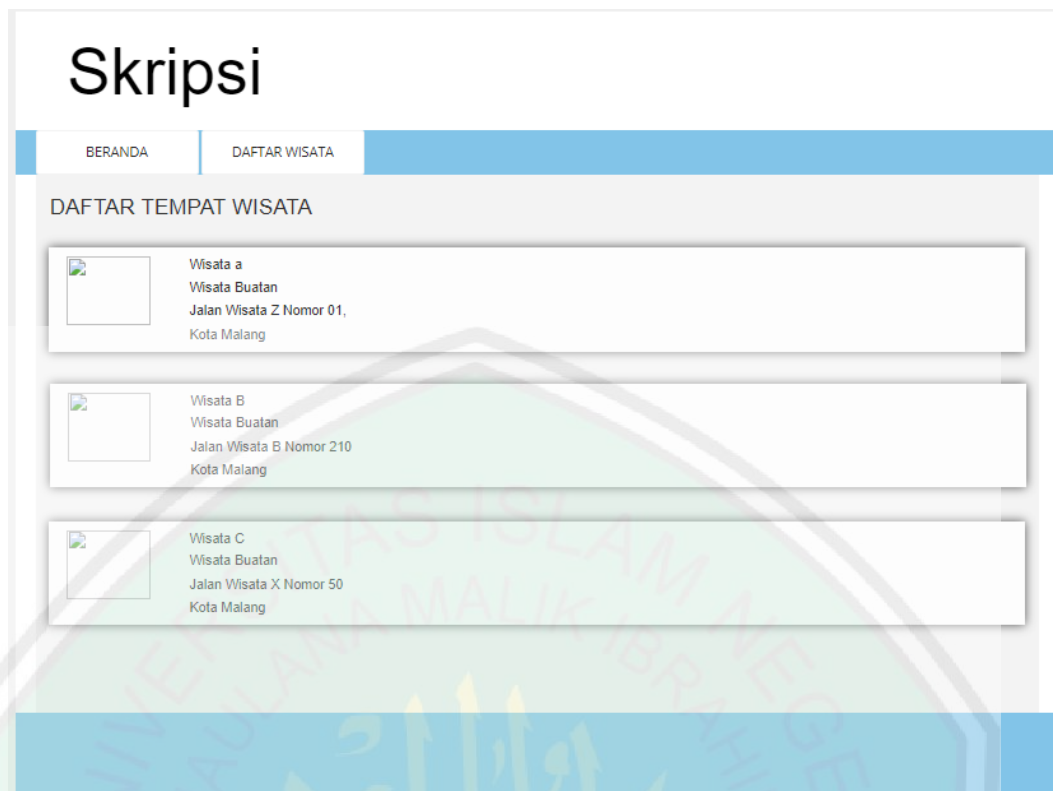 Skripsi
BERANDA
DAFTAR WISATA
DAFTAR TEMPAT WISATA
Wisata a
Wisata Buatan
Jalan Wisata Z Nomor 01,
Kota Malang
Wisata B
Wisata Buatan
Jalan Wisata B Nomor 210
Kota Malang
Wisata C
Wisata Buatan
Jalan Wisata X Nomor 50
Kota Malang